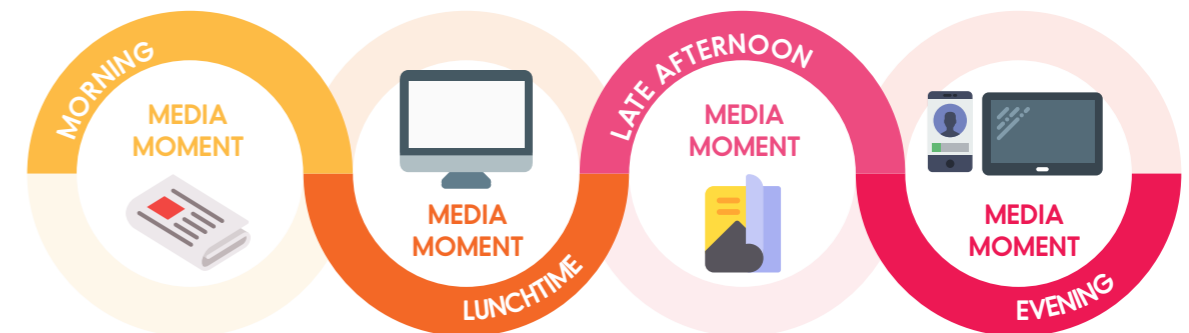 MORNING
MEDIA
MOMENT
MEDIA
MOMENT
LUNCHTIME
LATE AFTERNOON
MEDIA
MOMENT
MEDIA
MOMENT
EVENING